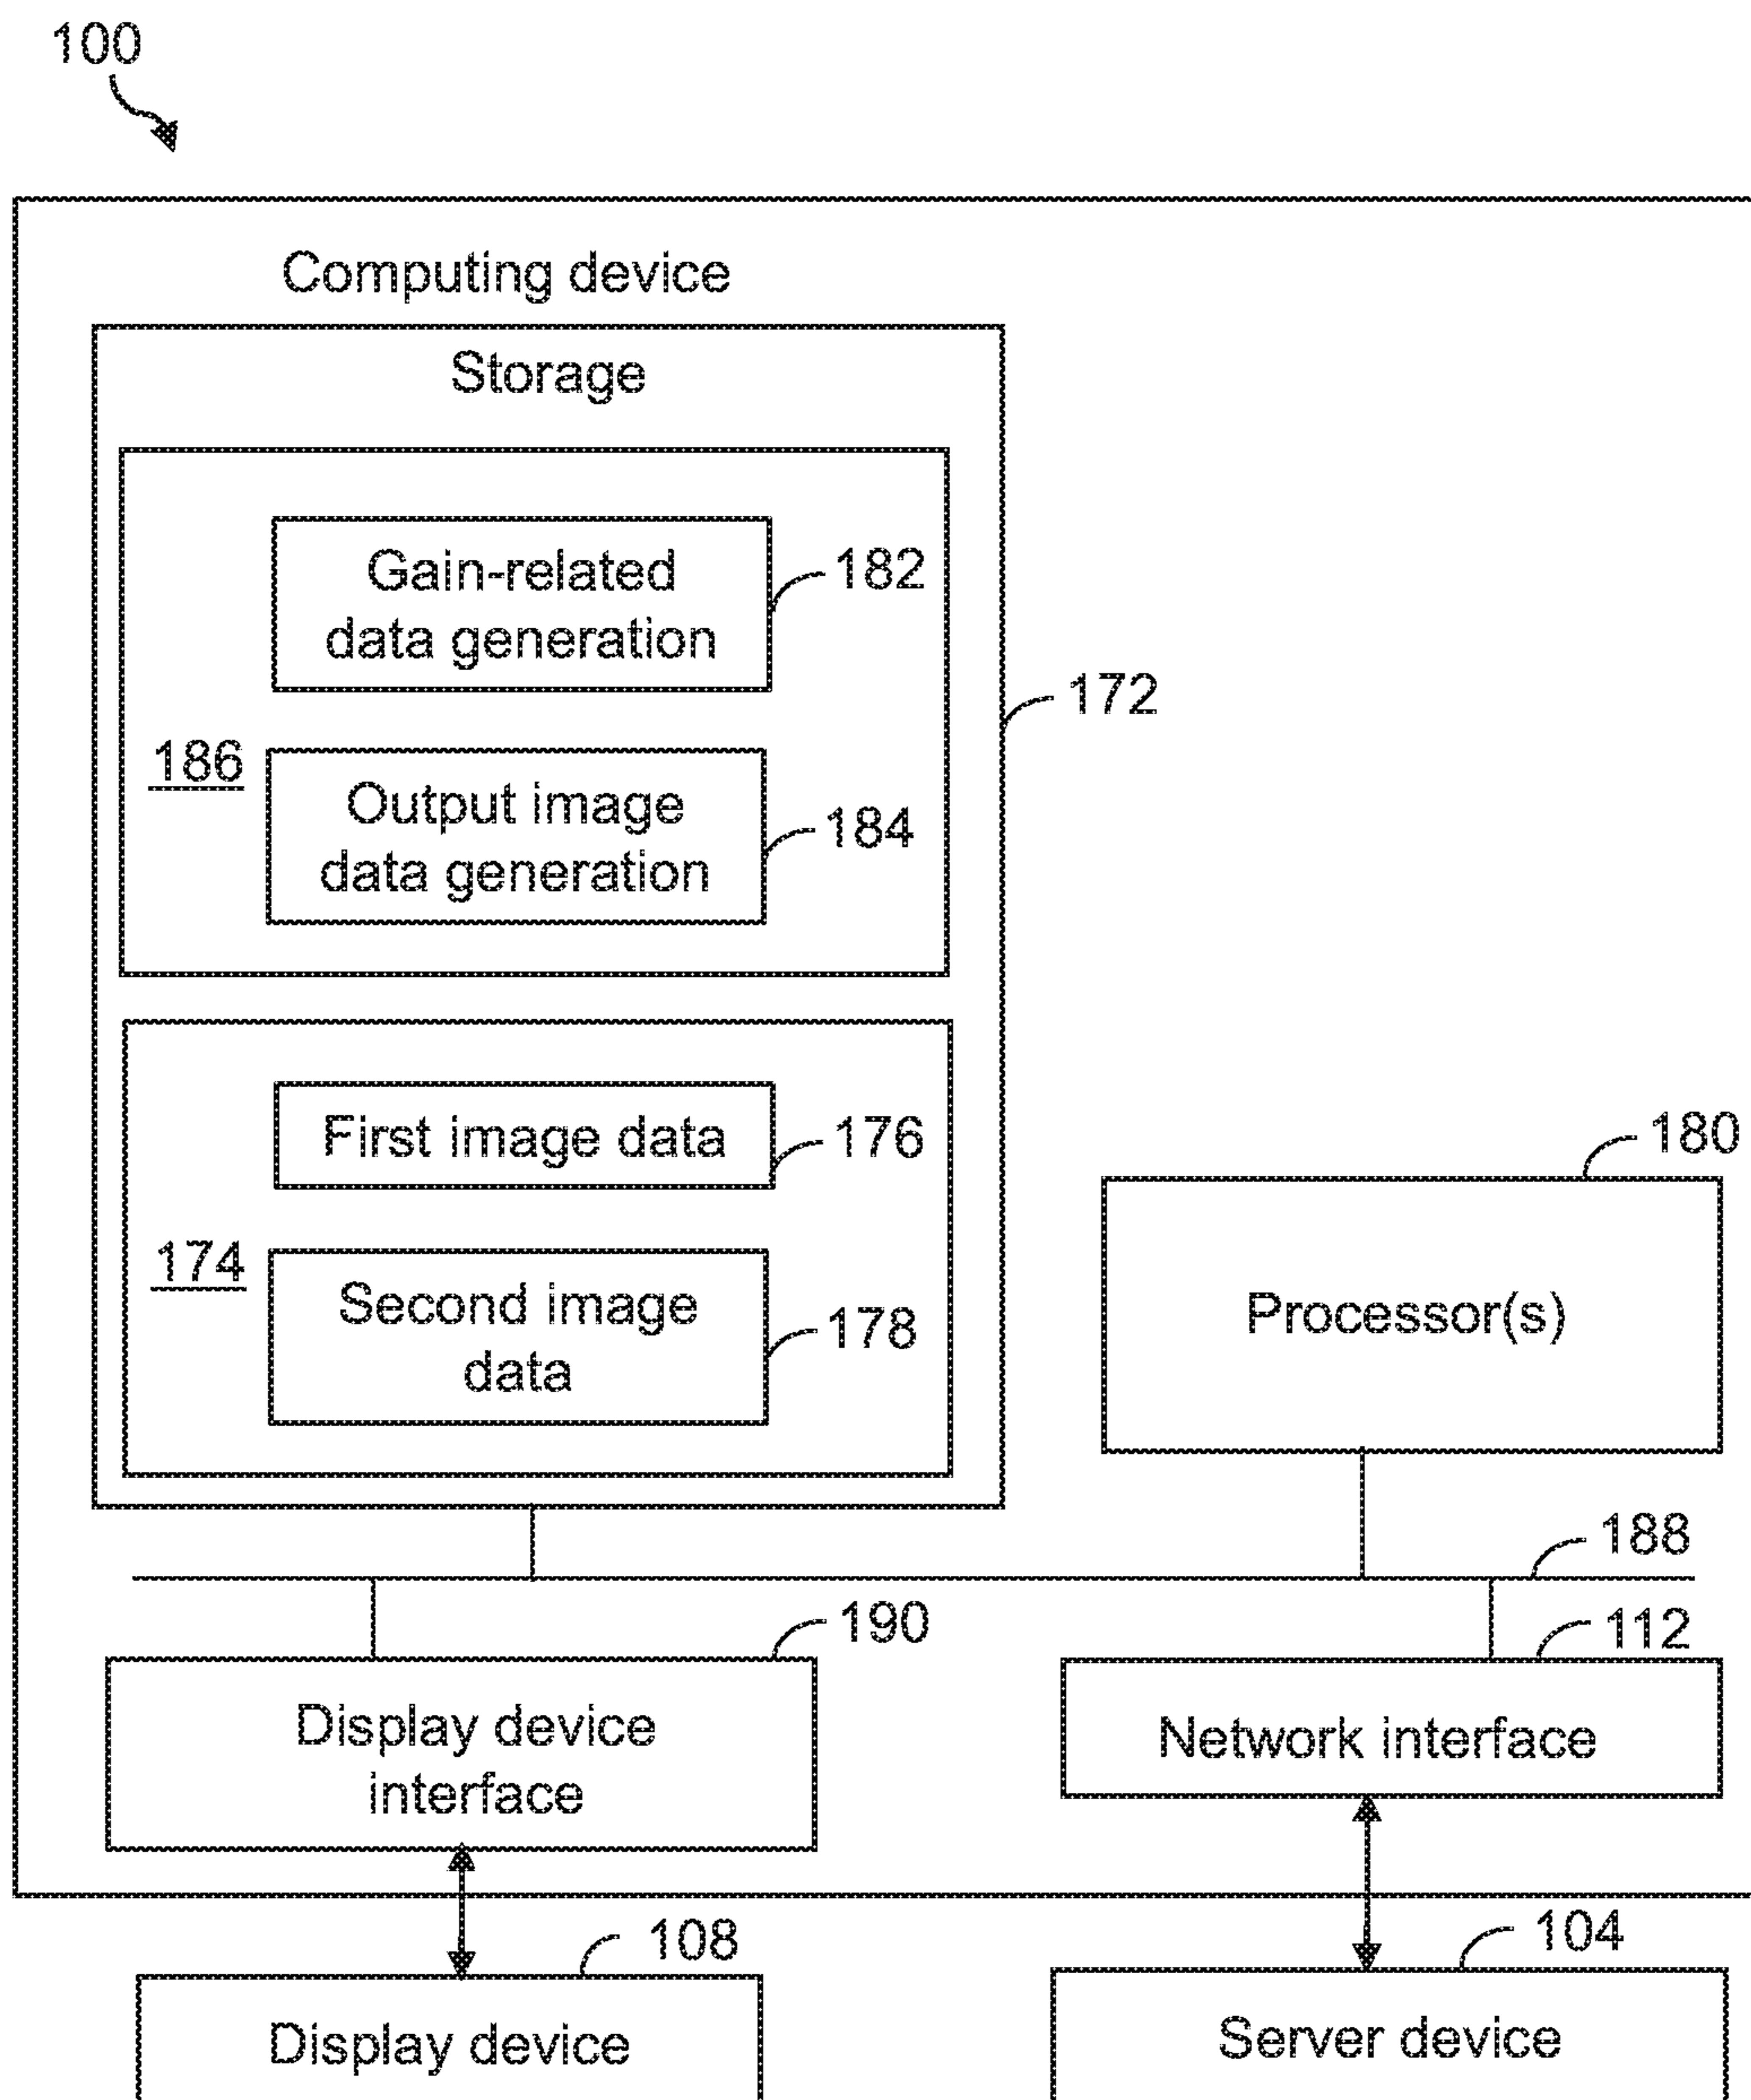 100
Computing device
Storage
Gain-related
data generation
182
172
186
Output image
data generation
184
First image data
176
180
174
Second image
data
178
Processor(s)
188
190
112
Display device
interface
Network interface
108
104
Display device
Server device